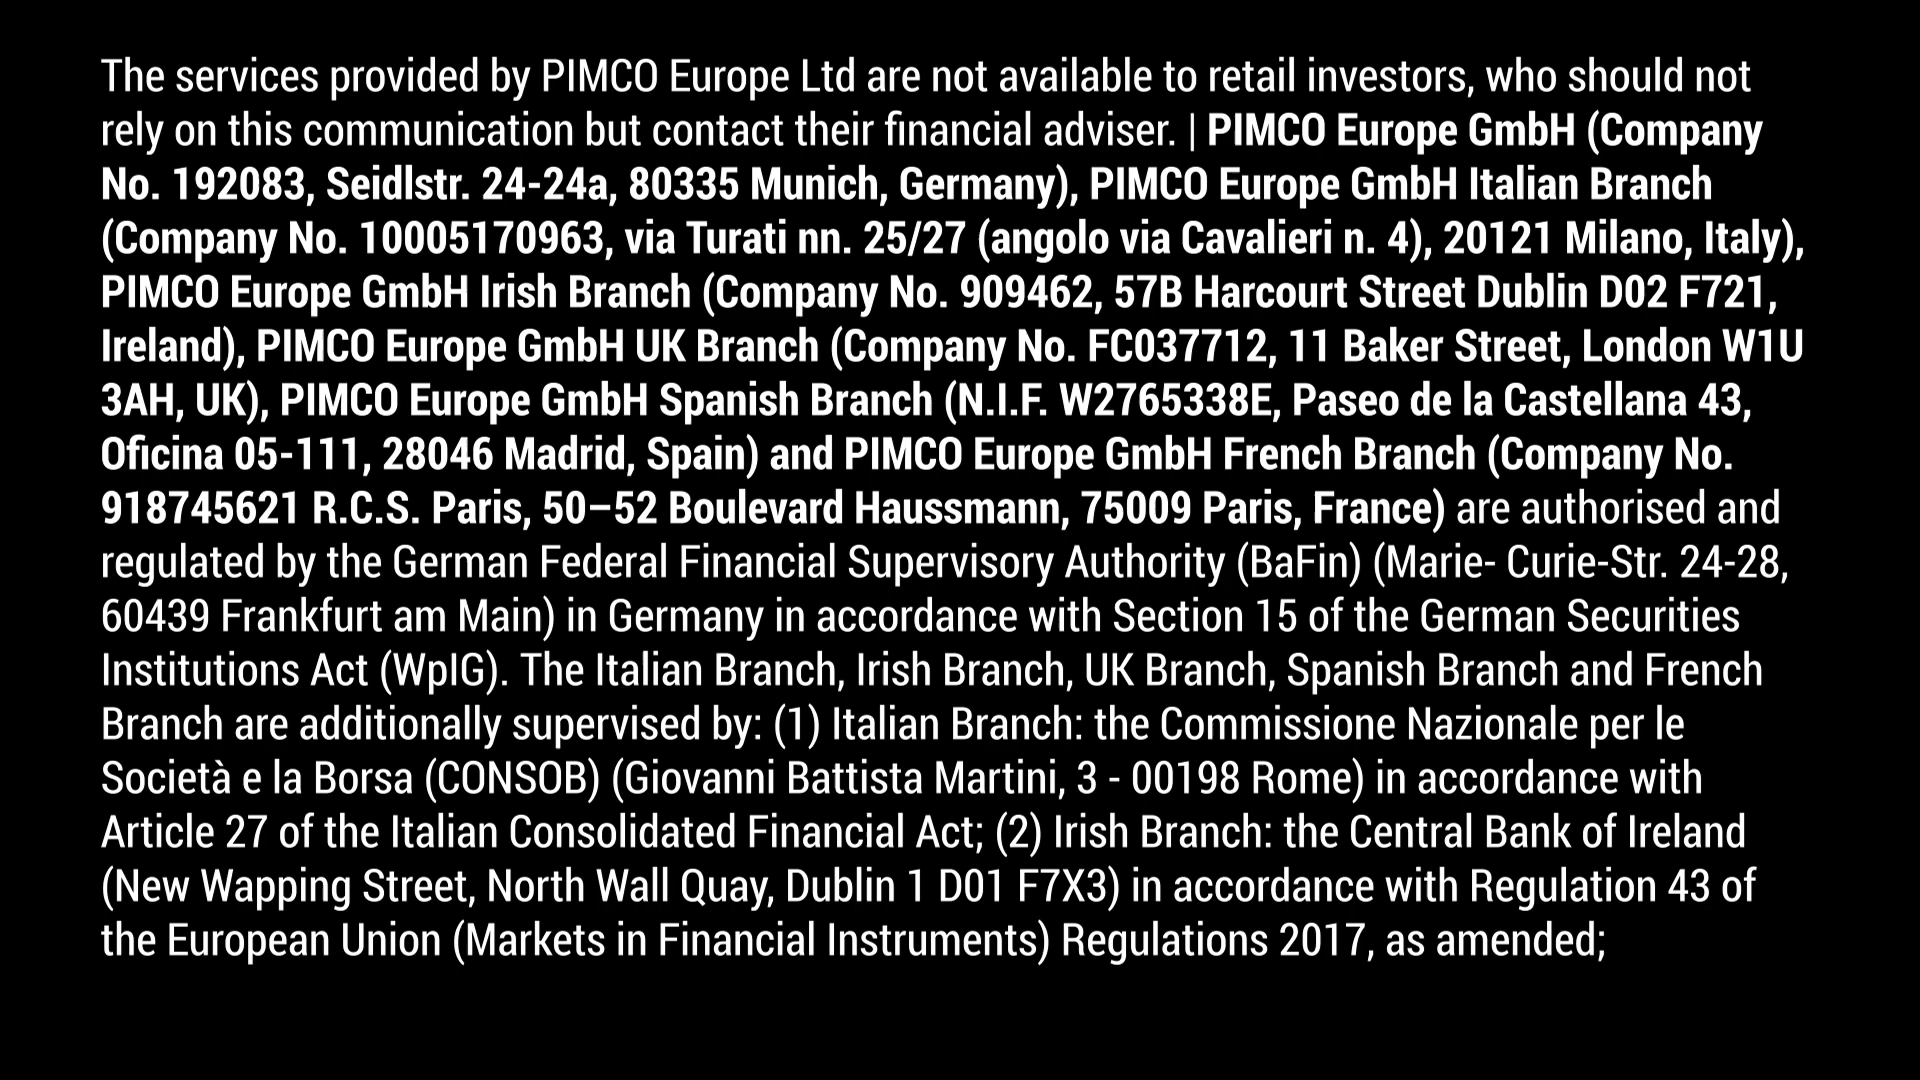 The services provided by PIMCO Europe Ltd are not available to retail investors, who should not
rely on this communication but contact their financial adviser. | PIMCO Europe GmbH (Company
No. 192083, Seidlstr. 24-24a, 80335 Munich, Germany), PIMCO Europe GmbH Italian Branch
(Company No. 10005170963, via Turati nn. 25/27 (angolo via Cavalieri n. 4), 20121 Milano, Italy),
PIMCO Europe GmbH Irish Branch (Company No. 909462, 57B Harcourt Street Dublin D02 F721,
Ireland), PIMCO Europe GmbH UK Branch (Company No. FC037712, 11 Baker Street, London W1U
3AH, UK), PIMCO Europe GmbH Spanish Branch (N.I.F. W2765338E, Paseo de la Castellana 43,
Oficina 05-111, 28046 Madrid, Spain) and PIMCO Europe GmbH French Branch (Company No.
918745621 R.C.S. Paris, 50–52 Boulevard Haussmann, 75009 Paris, France) are authorised and
regulated by the German Federal Financial Supervisory Authority (BaFin) (Marie- Curie-Str. 24-28,
60439 Frankfurt am Main) in Germany in accordance with Section 15 of the German Securities
Institutions Act (WpIG). The Italian Branch, Irish Branch, UK Branch, Spanish Branch and French
Branch are additionally supervised by: (1) Italian Branch: the Commissione Nazionale per le
Società e la Borsa (CONSOB) (Giovanni Battista Martini, 3 - 00198 Rome) in accordance with
Article 27 of the Italian Consolidated Financial Act; (2) Irish Branch: the Central Bank of Ireland
(New Wapping Street, North Wall Quay, Dublin 1 D01 F7X3) in accordance with Regulation 43 of
the European Union (Markets in Financial Instruments) Regulations 2017, as amended;